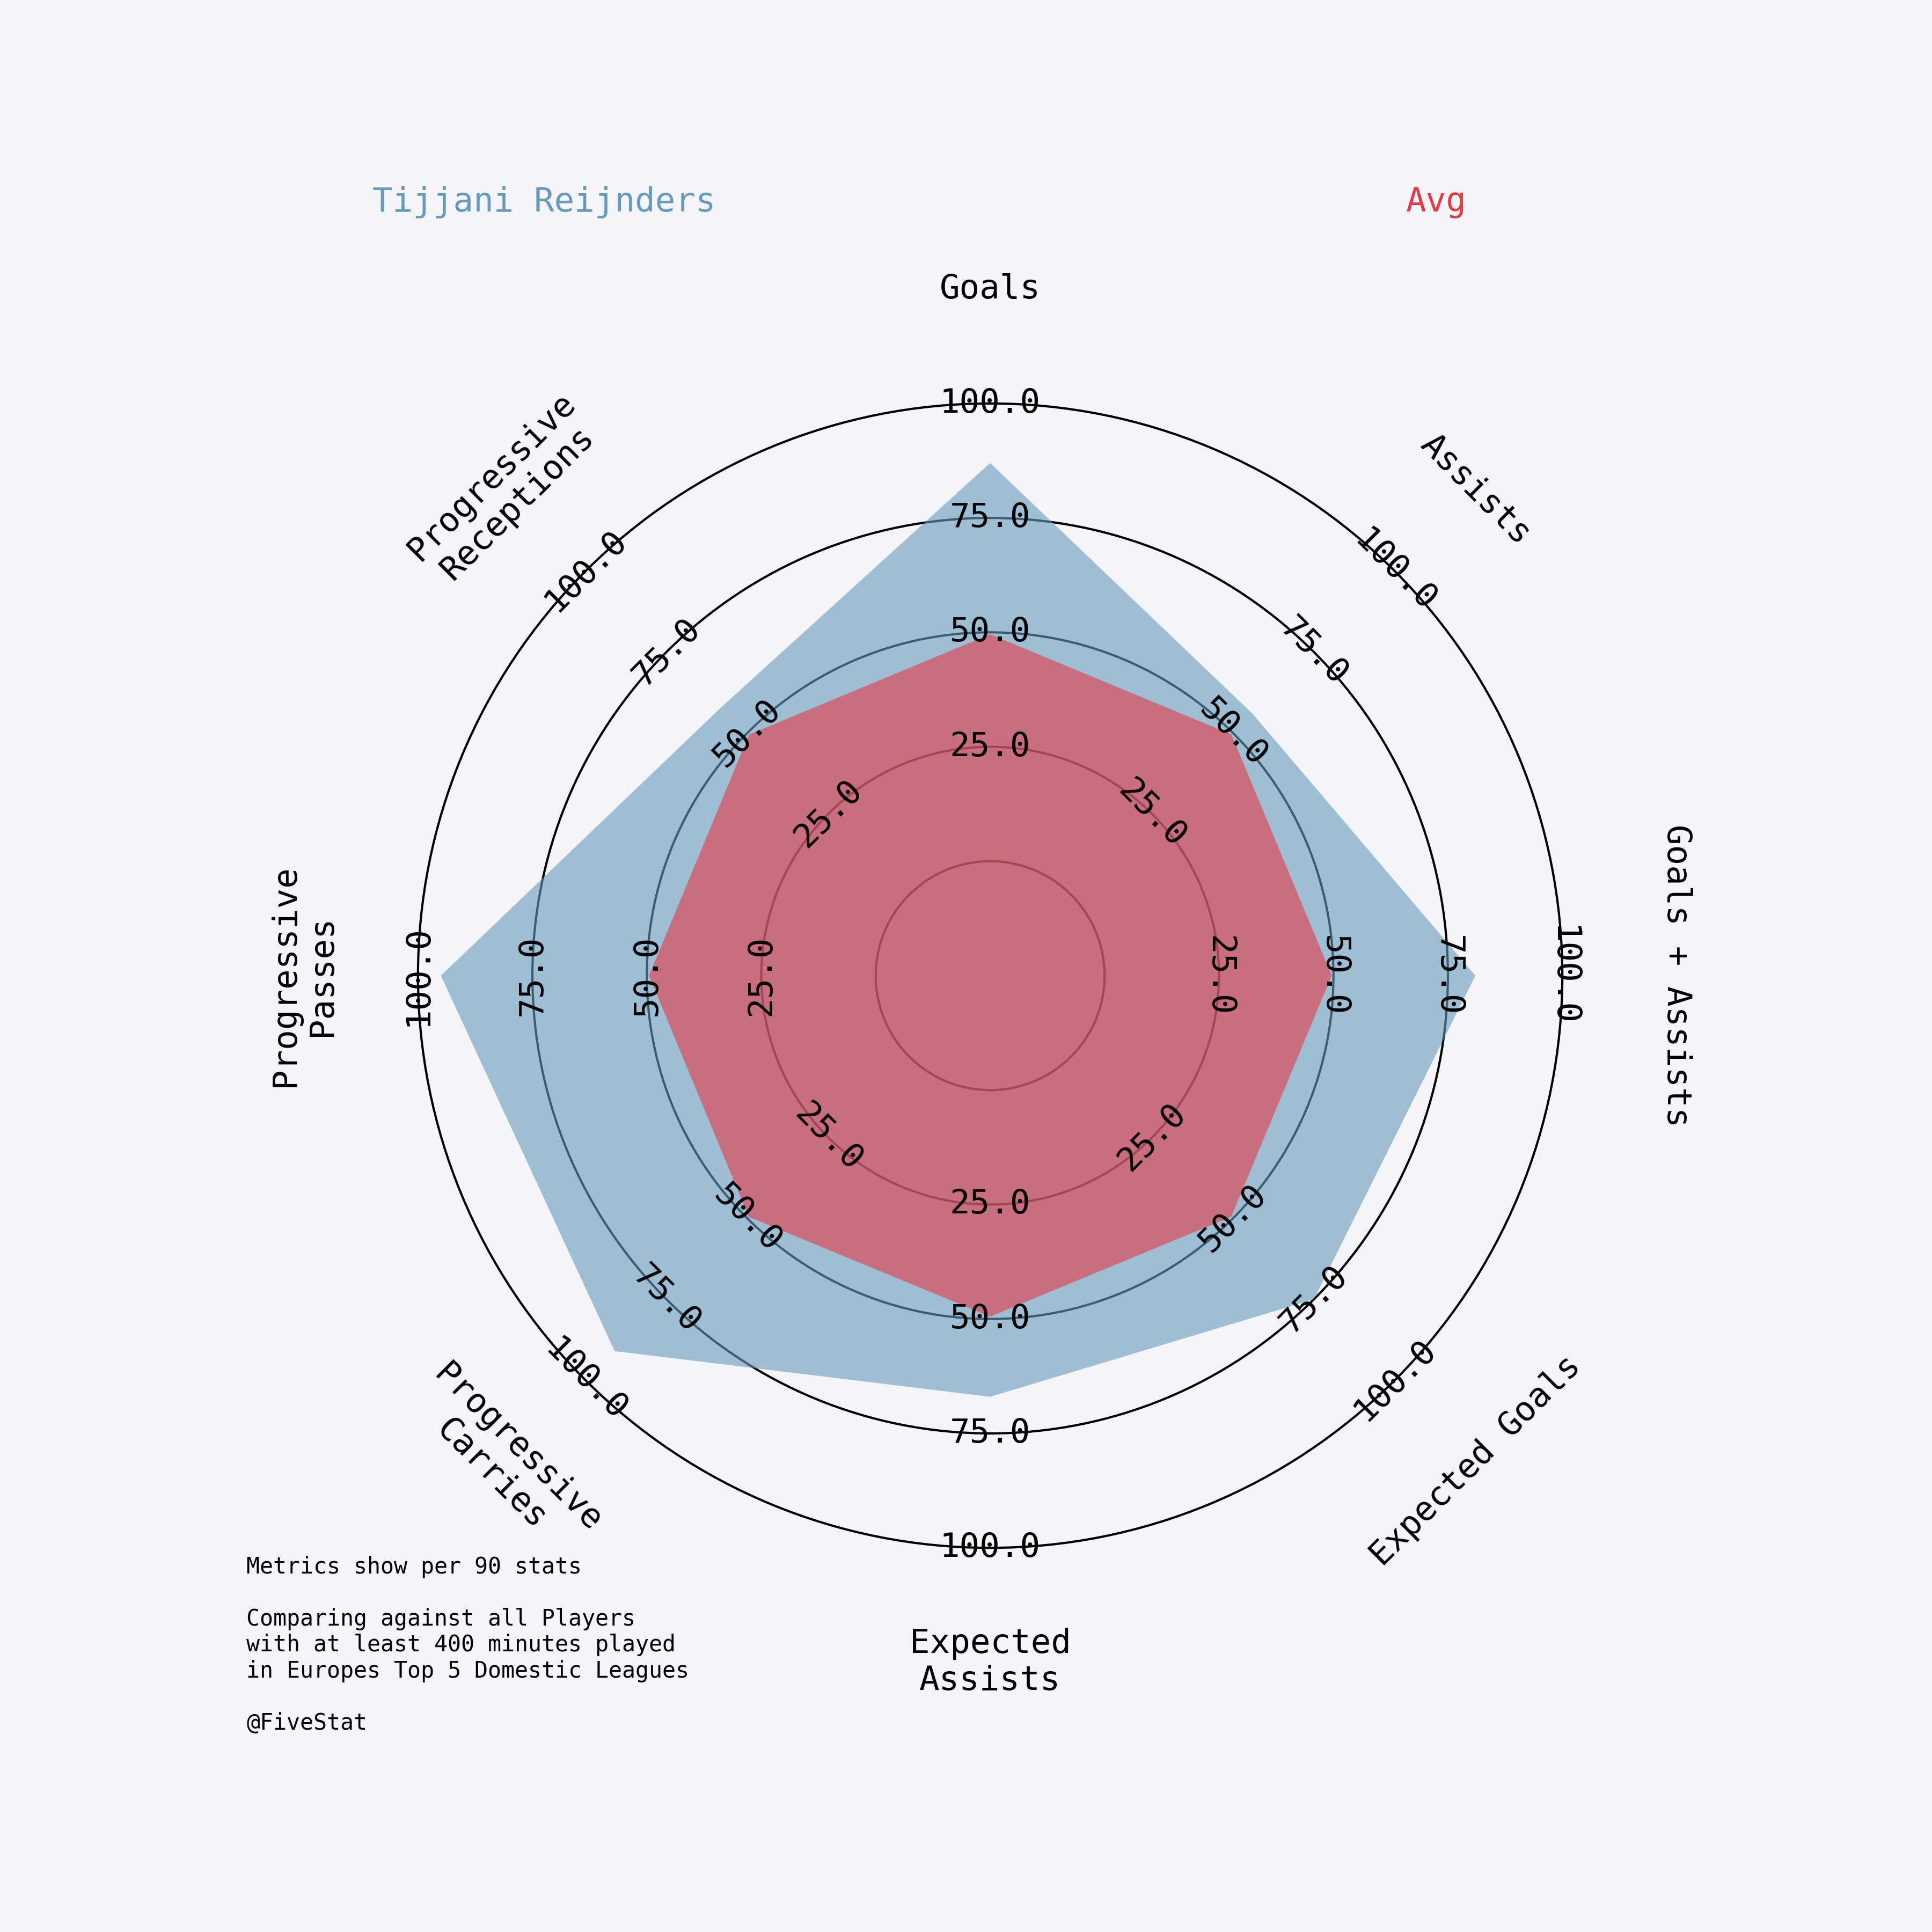 Tijjani Reijnders
Avg
Goals
Assists
Goals + Assists
Expected Goals
Expected
Assists
Progressive
Carries
Progressive
Passes
Progressive
Receptions
25.0
50.0
75.0
100.0
25.0
50.0
75.0
100.0
25.0
50.0
75.0
100.0
25.0
50.0
75.0
100.0
25.0
50.0
75.0
100.0
25.0
50.0
75.0
100.0
25.0
50.0
75.0
100.0
25.0
50.0
75.0
100.0
Metrics show per 90 stats
Comparing against all Players
with at least 400 minutes played
in Europes Top 5 Domestic Leagues
@FiveStat